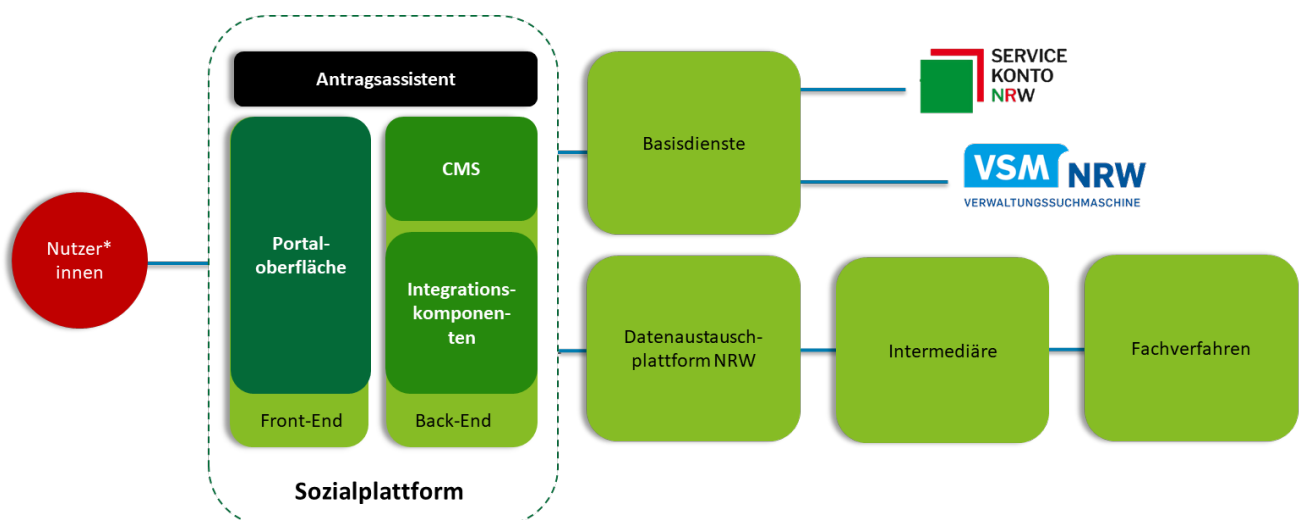 Antragsassistent
Portal-
oberfläche
CMS
Integrations-
komponen-
ten
Front-End
Back-End
Sozialplattform
Nutzer*
innen
Basisdienste
SERVICE
KONTO
NRW
VSM NRW
VERWALTUNGSSUCHMASCHINE
Datenaustausch-
plattform NRW
Intermediäre
Fachverfahren